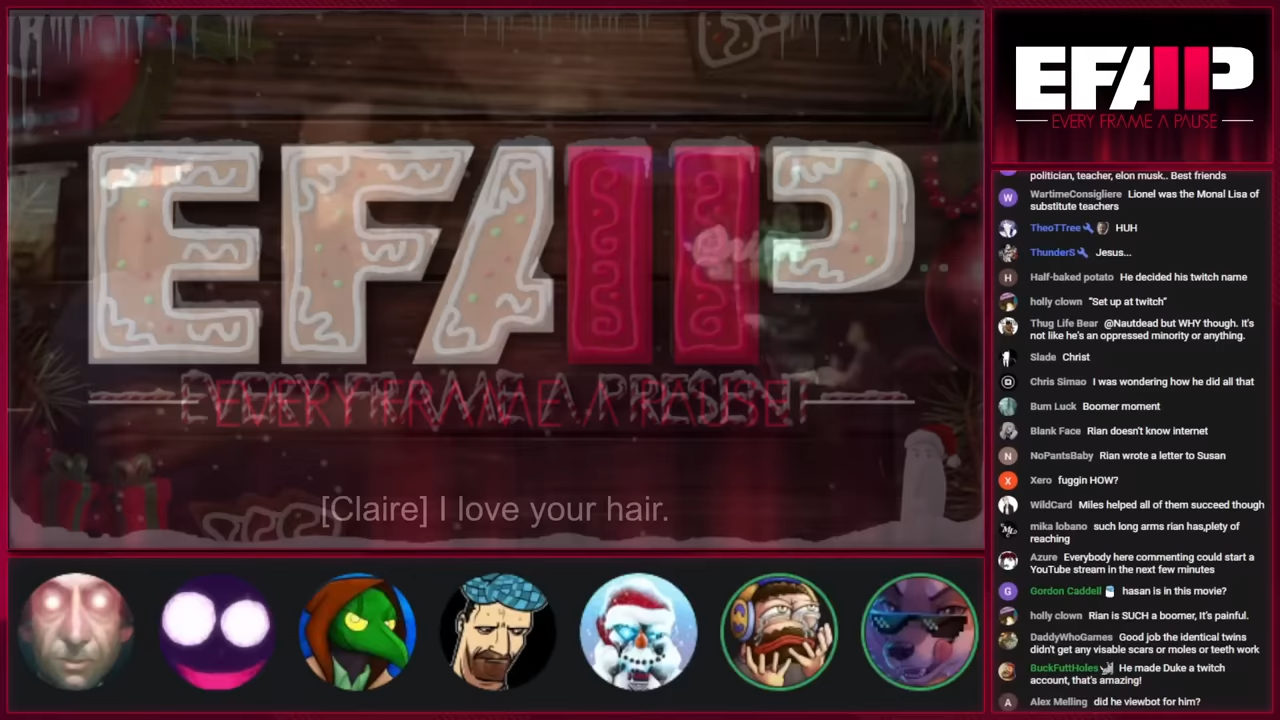 EFAP
EVERY FRAME A PAUSE!
[Claire] I love your hair.
EFAP
EVERY FRAME A PAUSE
politician, teacher, elon musk.. Best friends
W WartimeConsigliere Lionel was the Monal Lisa of
substitute teachers
TheoTTree HUH
ThunderS Jesus...
H Half-baked potato He decided his twitch name
holly clown “Set up at twitch”
Thug Life Bear @Nautdead but WHY though. It's
not like he's an oppressed minority or anything.
Slade Christ
Chris Simao I was wondering how he did all that
Bum Luck Boomer moment
Blank Face Rian doesn't know internet
N NoPantsBaby Rian wrote a letter to Susan
X Xero fuggin HOW?
WildCard Miles helped all of them succeed though
mika lobano such long arms rian has,plety of
reaching
Azure Everybody here commenting could start a
YouTube stream in the next few minutes
G Gordon Caddell hasan is in this movie?
holly clown Rian is SUCH a boomer, It's painful.
DaddyWhoGames Good job the identical twins
didn't get any visable scars or moles or teeth work
BuckFuttHoles He made Duke a twitch
account, that's amazing!
A Alex Melling did he viewbot for him?